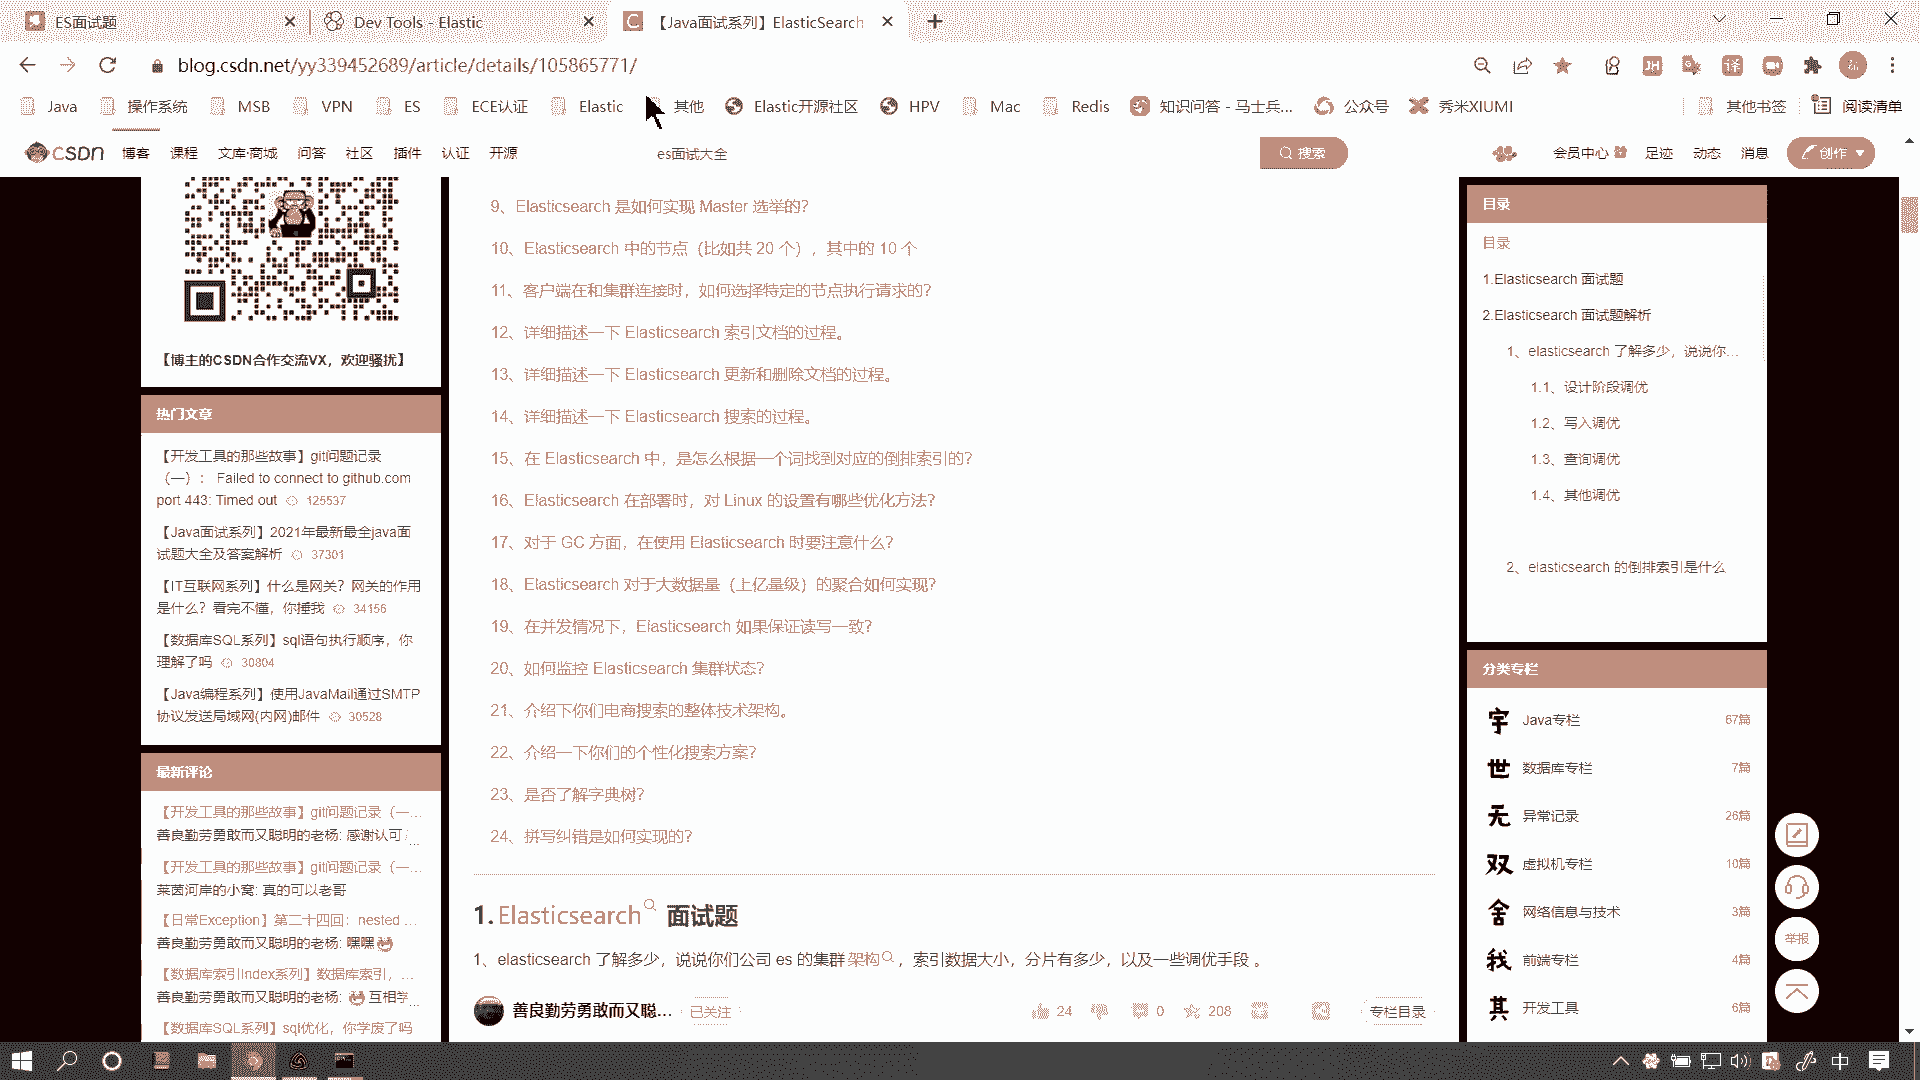 ES面试题
Dev Tools - Elastic
【Java面试系列】ElasticSearch
blog.csdn.net/yy339452689/article/details/105865771/
Java
操作系统
MSB
VPN
ES
ECE认证
Elastic
其他
Elastic开源社区
HPV
Mac
Redis
知识问答 - 马士兵...
公众号
秀米XIUMI
其他书签
阅读清单
CSDN
博客
课程
文库·商城
问答
社区
插件
认证
开源
es面试大全
搜索
会员中心
足迹
动态
消息
创作
【博主的CSDN合作交流VX，欢迎骚扰】
热门文章
【开发工具的那些故事】git问题记录
（一）： Failed to connect to github.com
port 443: Timed out 125537
【Java面试系列】2021年最新最全java面
试题大全及答案解析 37301
【IT互联网系列】什么是网关？网关的作用
是什么？看完不懂，你捶我 34156
【数据库SQL系列】sql语句执行顺序，你
理解了吗 30804
【Java编程系列】使用JavaMail通过SMTP
协议发送局域网(内网)邮件 30528
最新评论
【开发工具的那些故事】git问题记录（一...
善良勤劳勇敢而又聪明的老杨: 感谢认可
【开发工具的那些故事】git问题记录（一...
莱茵河岸的小窝: 真的可以老哥
【日常Exception】第二十四回：nested ...
善良勤劳勇敢而又聪明的老杨: 嘿嘿
【数据库索引Index系列】数据库索引，...
善良勤劳勇敢而又聪明的老杨: 互相学...
【数据库SQL系列】sql优化，你学废了吗
9、Elasticsearch 是如何实现 Master 选举的？
10、Elasticsearch 中的节点（比如共 20 个），其中的 10 个
11、客户端在和集群连接时，如何选择特定的节点执行请求的？
12、详细描述一下 Elasticsearch 索引文档的过程。
13、详细描述一下 Elasticsearch 更新和删除文档的过程。
14、详细描述一下 Elasticsearch 搜索的过程。
15、在 Elasticsearch 中，是怎么根据一个词找到对应的倒排索引的？
16、Elasticsearch 在部署时，对 Linux 的设置有哪些优化方法？
17、对于 GC 方面，在使用 Elasticsearch 时要注意什么？
18、Elasticsearch 对于大数据量（上亿量级）的聚合如何实现？
19、在并发情况下，Elasticsearch 如果保证读写一致？
20、如何监控 Elasticsearch 集群状态？
21、介绍下你们电商搜索的整体技术架构。
22、介绍一下你们的个性化搜索方案？
23、是否了解字典树？
24、拼写纠错是如何实现的？
1.Elasticsearch 面试题
1、elasticsearch 了解多少，说说你们公司 es 的集群架构，索引数据大小，分片有多少，以及一些调优手段 。
善良勤劳勇敢而又聪... 已关注
24
0
208
专栏目录
目录
目录
1.Elasticsearch 面试题
2.Elasticsearch 面试题解析
1、elasticsearch 了解多少，说说你...
1.1、设计阶段调优
1.2、写入调优
1.3、查询调优
1.4、其他调优
2、elasticsearch 的倒排索引是什么
分类专栏
宇 Java专栏 67篇
世 数据库专栏 7篇
无 异常记录 26篇
双 虚拟机专栏 10篇
舍 网络信息与技术 3篇
我 前端专栏 4篇
其 开发工具 6篇
举报
中